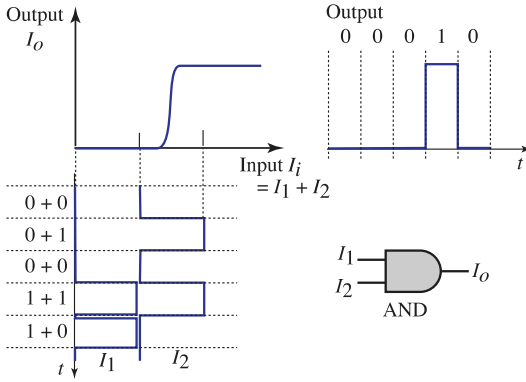 Output
I_o
Input I_i
= I_1 + I_2
0 + 0
0 + 1
0 + 0
1 + 1
1 + 0
t
I_1
I_2
Output
0 0 0 1 0
t
I_1
I_2
I_o
AND